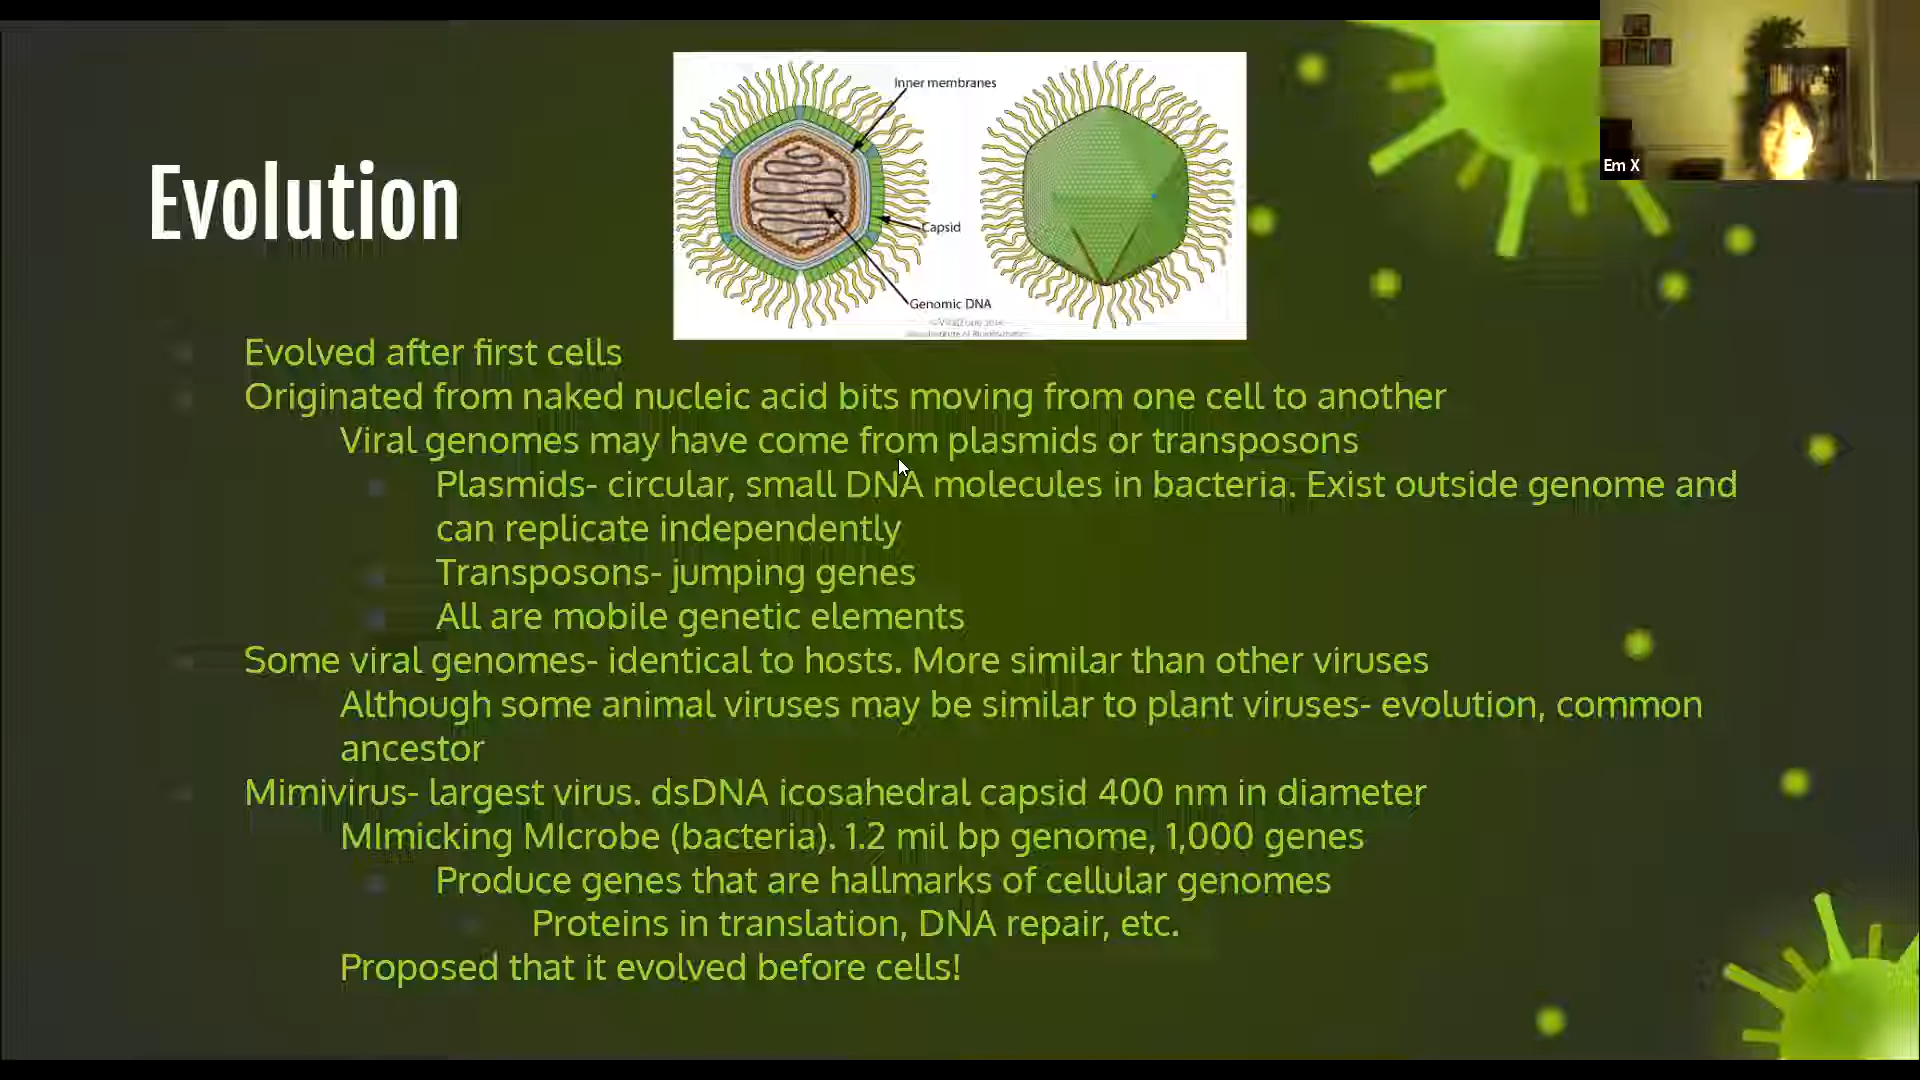 Inner membranes
Em X
Evolution
Capsid
Genomic DNA
Evolved after first cells
Originated from naked nucleic acid bits moving from one cell to another
Viral genomes may have come from plasmids or transposons
Plasmids- circular, small DNA molecules in bacteria. Exist outside genome and
can replicate independently
Transposons- jumping genes
All are mobile genetic elements
Some viral genomes- identical to hosts. More similar than other viruses
Although some animal viruses may be similar to plant viruses- evolution, common
ancestor
Mimivirus- largest virus. dsDNA icosahedral capsid 400 nm in diameter
MImicking MIcrobe (bacteria). 1.2 mil bp genome, 1,000 genes
Produce genes that are hallmarks of cellular genomes
Proteins in translation, DNA repair, etc.
Proposed that it evolved before cells!